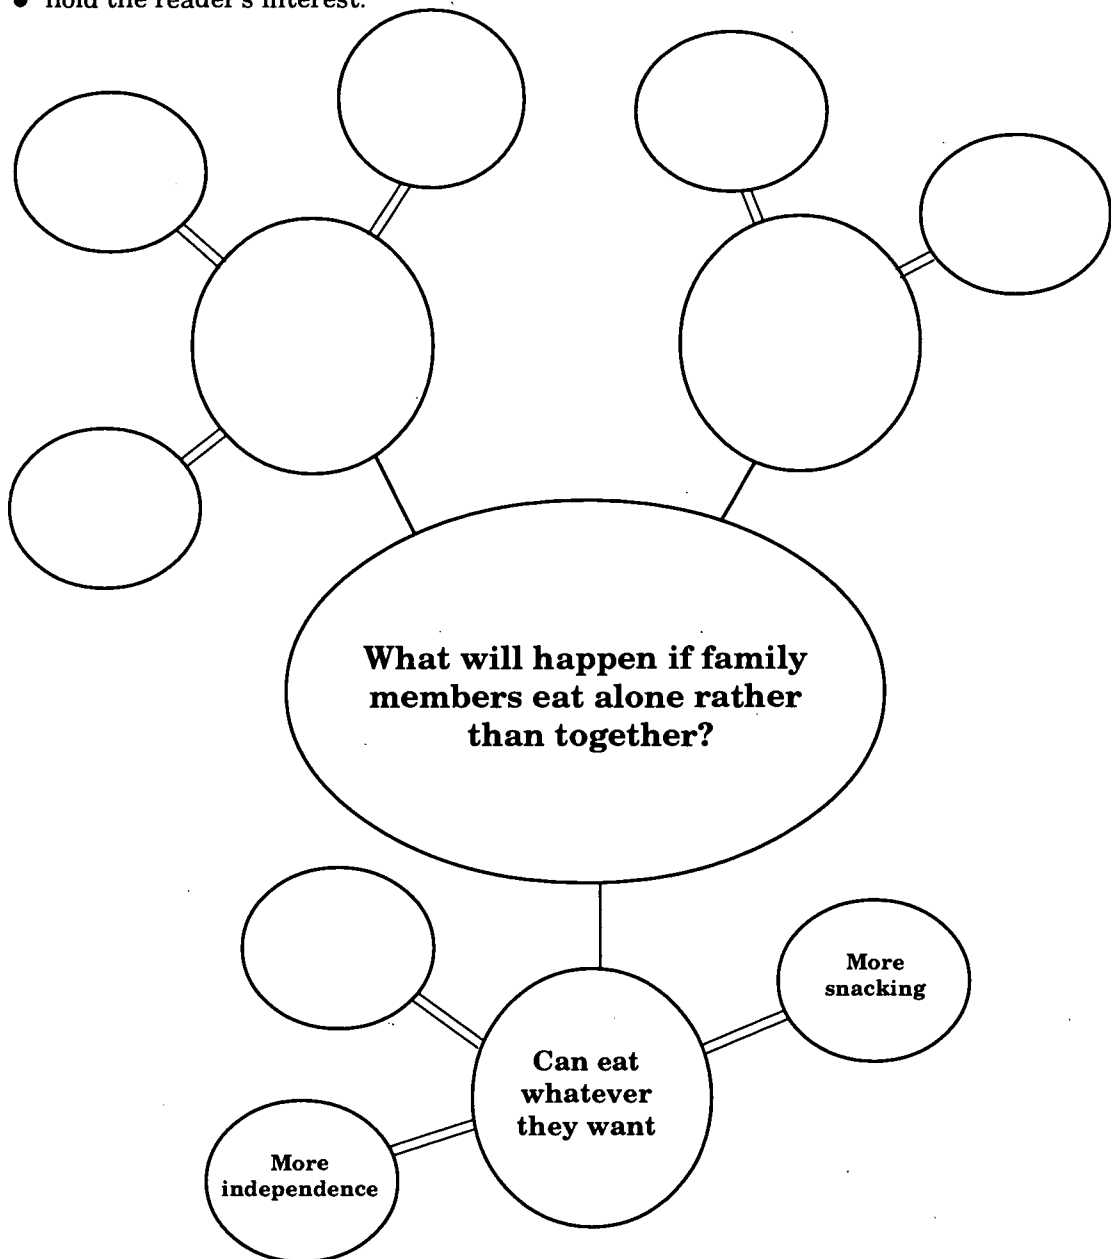 ● hold the reader's interest.
What will happen if family
members eat alone rather
than together?
More
snacking
Can eat
whatever
they want
More
independence